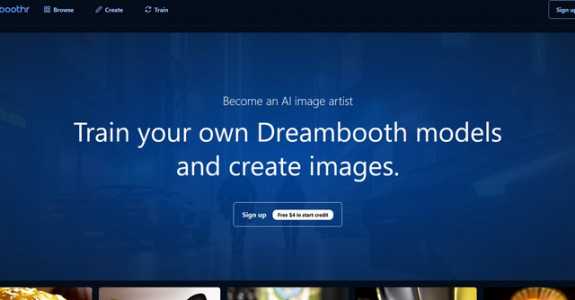 boothr Browse Create Train Sign up
Become an AI image artist
Train your own Dreambooth models
and create images.
Sign up Free $4 in start credit